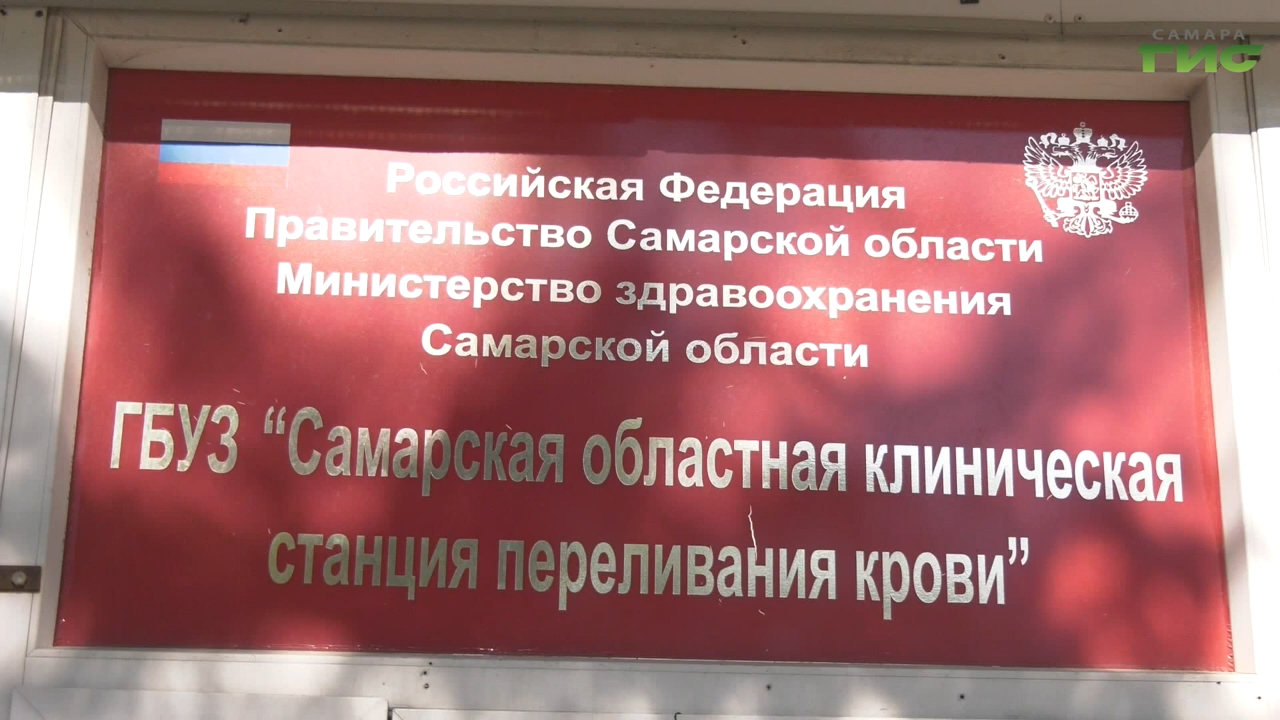 САМАРА
ГИС
Российская Федерация
Правительство Самарской области
Министерство здравоохранения
Самарской области
ГБУЗ “Самарская областная клиническая
станция переливания крови”